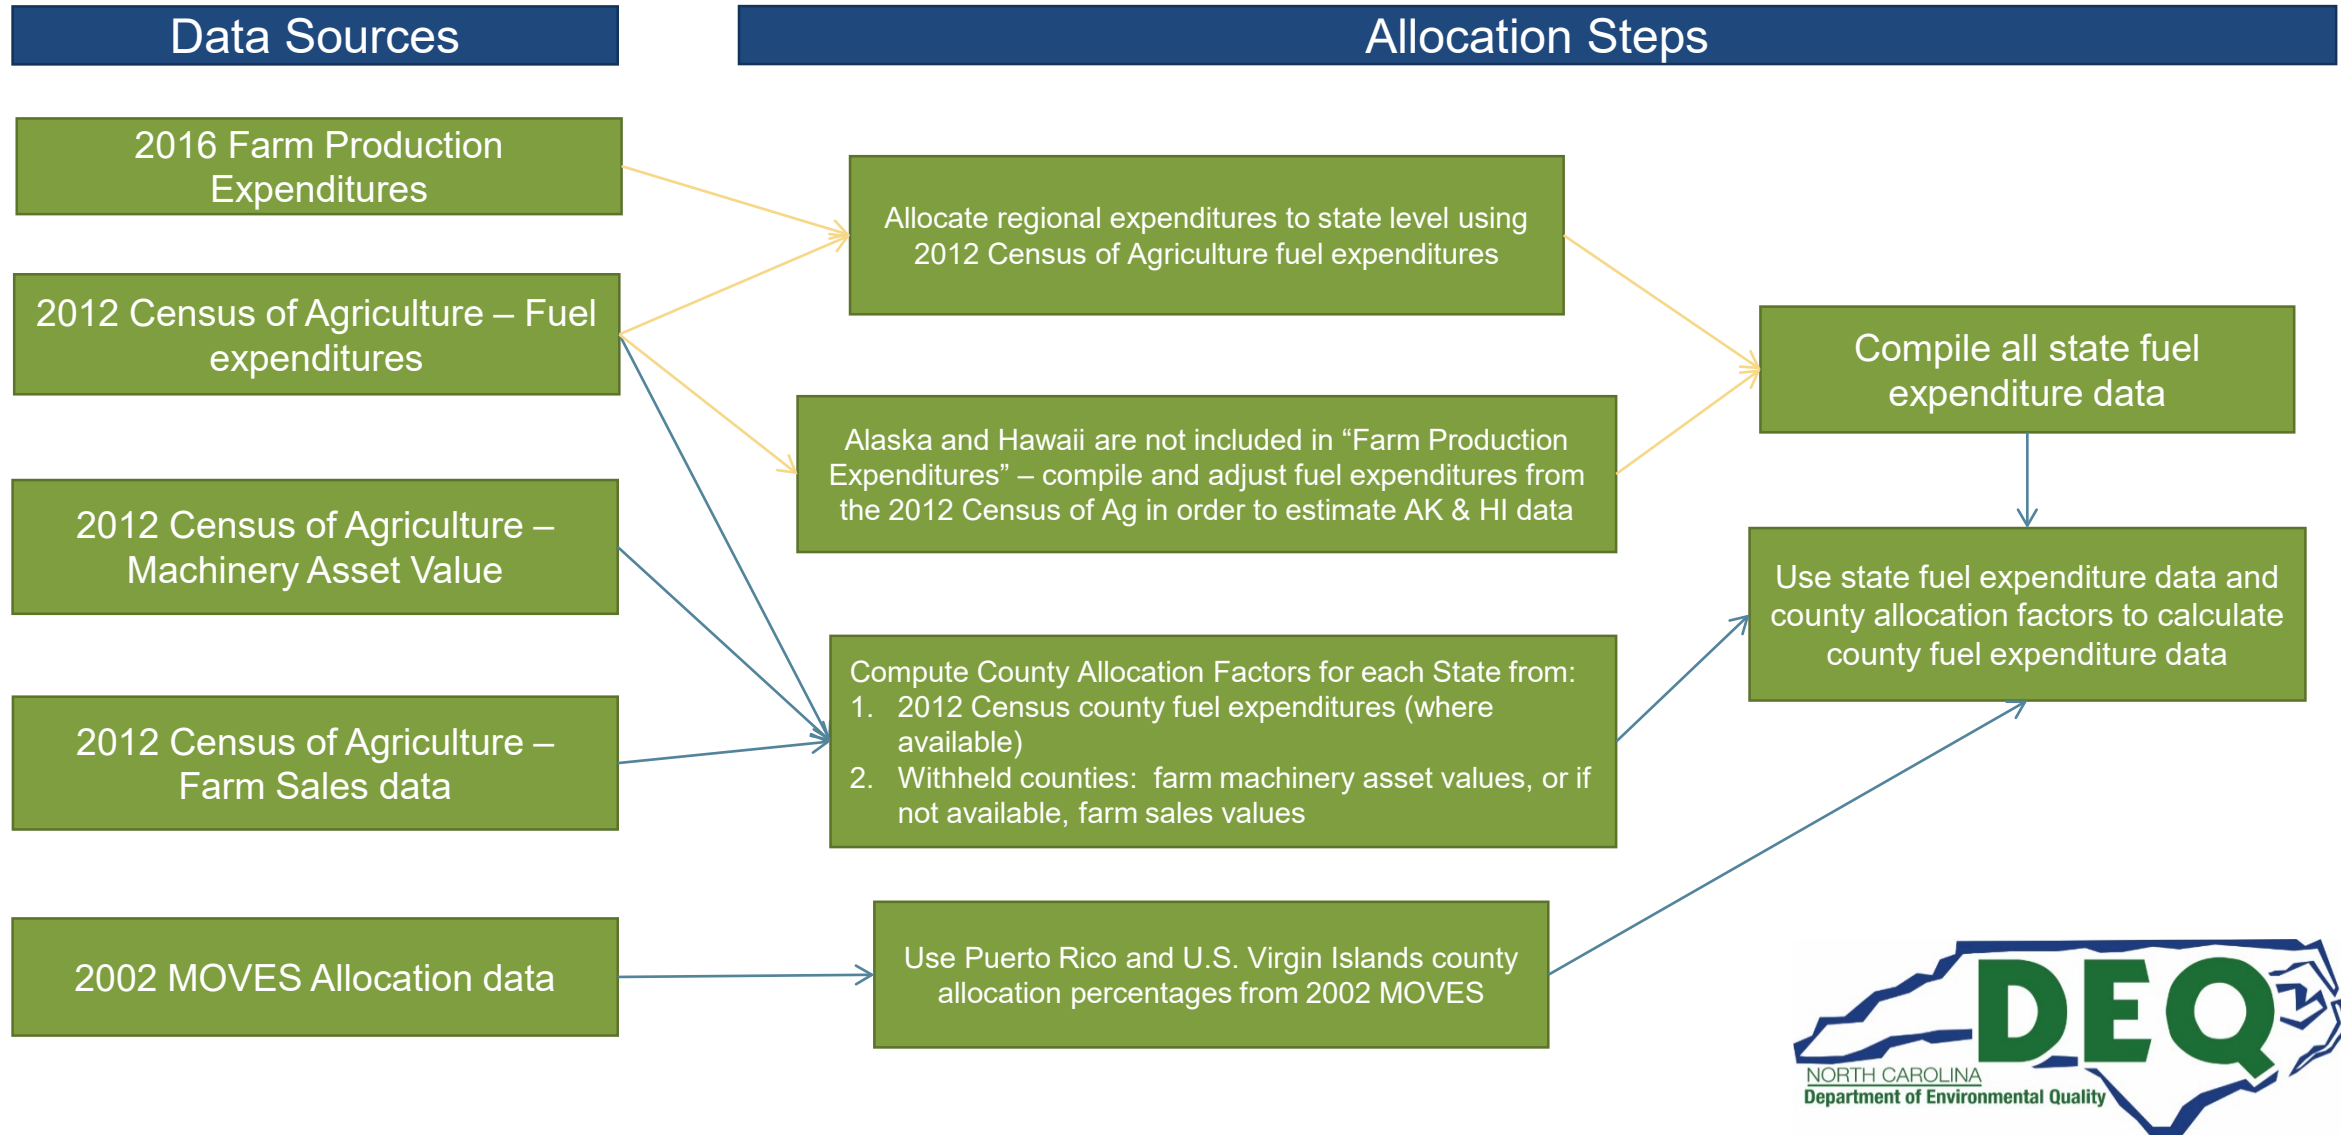 Data Sources
Allocation Steps
2016 Farm Production
Expenditures
2012 Census of Agriculture – Fuel
expenditures
2012 Census of Agriculture –
Machinery Asset Value
2012 Census of Agriculture –
Farm Sales data
2002 MOVES Allocation data
Allocate regional expenditures to state level using
2012 Census of Agriculture fuel expenditures
Alaska and Hawaii are not included in “Farm Production
Expenditures” – compile and adjust fuel expenditures from
the 2012 Census of Ag in order to estimate AK & HI data
Compute County Allocation Factors for each State from:
1. 2012 Census county fuel expenditures (where
available)
2. Withheld counties: farm machinery asset values, or if
not available, farm sales values
Use Puerto Rico and U.S. Virgin Islands county
allocation percentages from 2002 MOVES
Compile all state fuel
expenditure data
Use state fuel expenditure data and
county allocation factors to calculate
county fuel expenditure data
DEQ
NORTH CAROLINA
Department of Environmental Quality